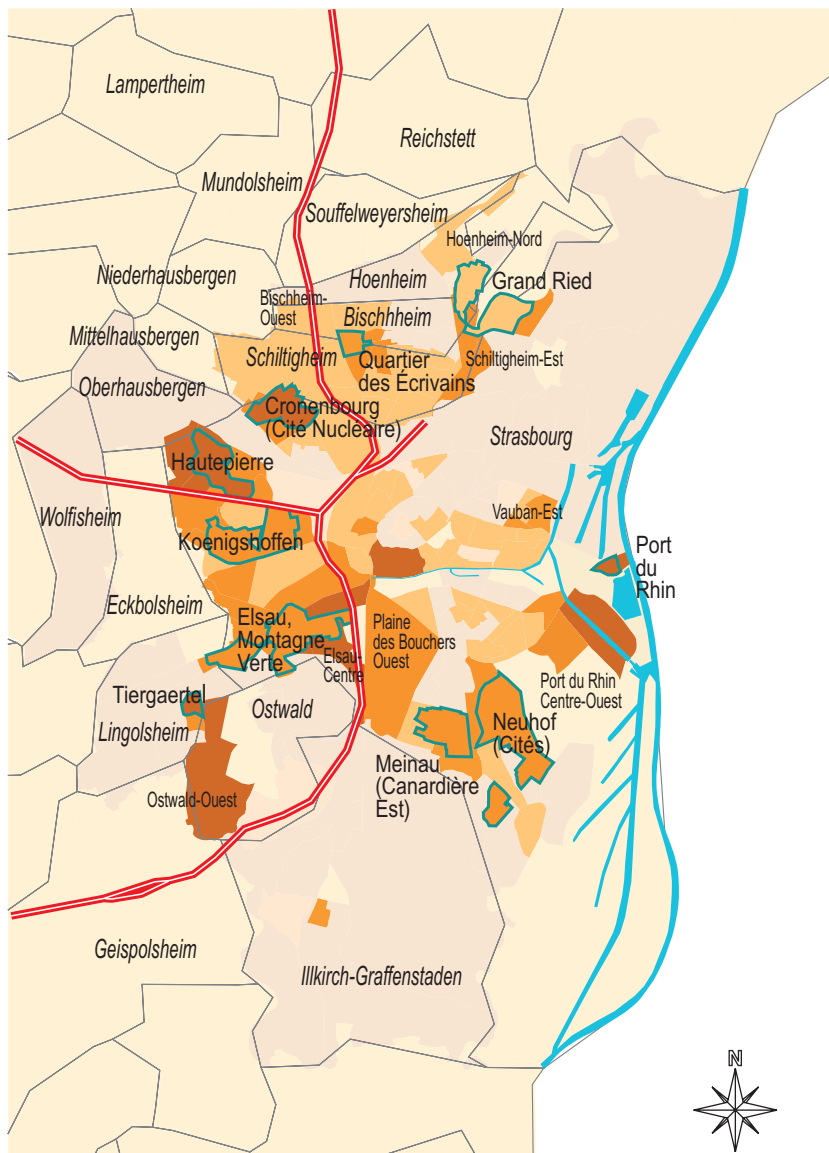 Lampertheim
Reichstett
Mundolsheim
Souffelweyersheim
Hoenheim-Nord
Niederhausbergen
Hoenheim
Grand Ried
Bischheim-
Ouest
Bischhheim
Mittelhausbergen
Schiltigheim
Quartier
des Écrivains
Schiltigheim-Est
Oberhausbergen
Cronenbourg
(Cité Nucléaire)
Strasbourg
Hautepierre
Wolfisheim
Vauban-Est
Koenigshoffen
Port
du
Rhin
Eckbolsheim
Elsau,
Montagne
Verte
Elsau-
Centre
Plaine
des Bouchers
Ouest
Port du Rhin
Centre-Ouest
Tiergaertel
Lingolsheim
Ostwald
Neuhof
(Cités)
Meinau
(Canardière
Est)
Ostwald-Ouest
Geispolsheim
Illkirch-Graffenstaden
N